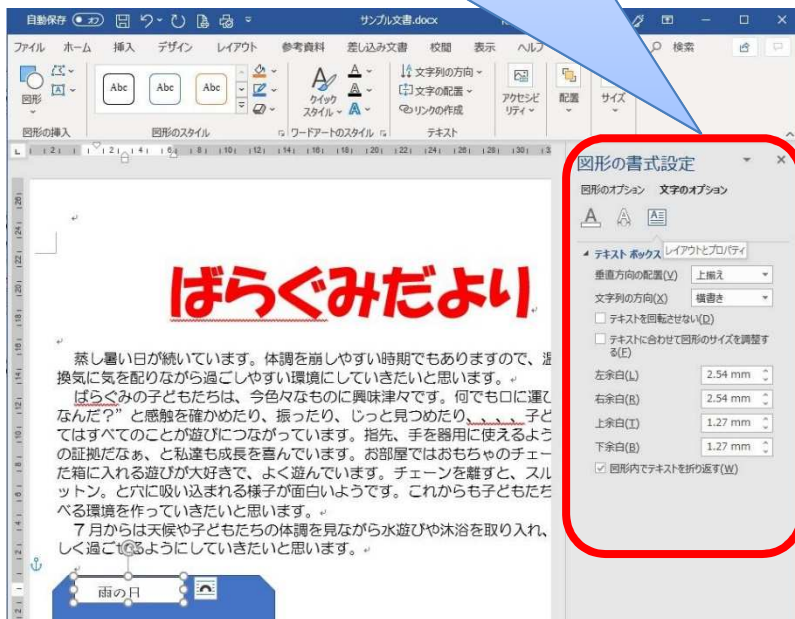 自動保存 オフ サンプル文書.docx
ファイル ホーム 挿入 デザイン レイアウト 参考資料 差し込み文書 校閲 表示 ヘルプ 検索
図形
Abc Abc Abc
クイック
スタイル
文字列の方向
文字の配置
リンクの作成
アクセシビ
リティ
配置
サイズ
図形の挿入 図形のスタイル ワードアートのスタイル テキスト
図形の書式設定
図形のオプション 文字のオプション
レイアウトとプロパティ
テキスト ボックス
垂直方向の配置(V) 上揃え
文字列の方向(X) 横書き
テキストを回転させない(D)
テキストに合わせて図形のサイズを調整す
る(F)
左余白(L) 2.54 mm
右余白(R) 2.54 mm
上余白(T) 1.27 mm
下余白(B) 1.27 mm
図形内でテキストを折り返す(W)
ばらぐみだより
蒸し暑い日が続いています。体調を崩しやすい時期でもありますので、温
換気に気を配りながら過ごしやすい環境にしていきたいと思います。
ばらぐみの子どもたちは、今色々なものに興味津々です。何でも口に運び
なんだ？”と感触を確かめたり、振ったり、じっと見つめたり、、、、子ど
てはすべてのことが遊びにつながっています。指先、手を器用に使えるよう
の証拠だなぁ、と私達も成長を喜んでいます。お部屋ではおもちゃのチェー
た箱に入れる遊びが大好きで、よく遊んでいます。チェーンを離すと、スル
ットン。と穴に吸い込まれる様子が面白いようです。これからも子どもたち
べる環境を作っていきたいと思います。
７月からは天候や子どもたちの体調を見ながら水遊びや沐浴を取り入れ、
しく過ごせるようにしていきたいと思います。
雨の日